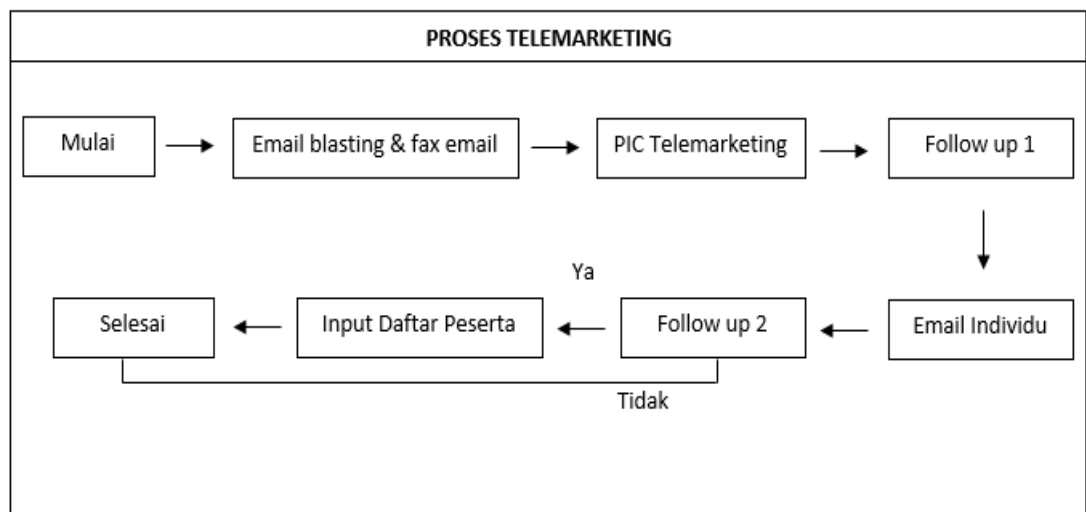 PROSES TELEMARKETING
Mulai
Email blasting & fax email
PIC Telemarketing
Follow up 1
Ya
Selesai
Input Daftar Peserta
Follow up 2
Email Individu
Tidak